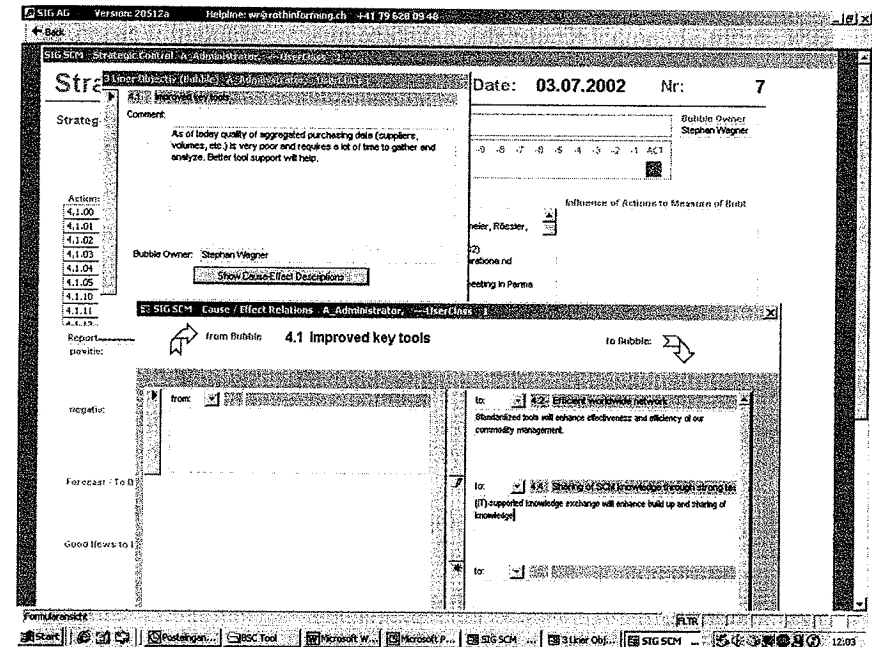 SIG AG Version: 20512a Helpline: wr@rothinforming.ch +41 79 628 09 48
Back
SIG SCM Strategic Control A_Administrator, ---UserClass 1
Stra
3 Liner Objectiv (Bubble) A_Administrator
Date: 03.07.2002 Nr: 7
4.1 Improved key tools
Strateg
Comment:
Bubble Owner
Stephan Wagner
As of today quality of aggregated purchasing data (suppliers,
volumes, etc.) is very poor and requires a lot of time to gather and
analyze. Better tool support will help.
-9 -8 -7 -6 -5 -4 -3 -2 -1 ACT
Action:
Influence of Actions to Measure of Bubl
4.1.00
4.1.01
4.1.02
4.1.03
4.1.04
4.1.05
4.1.10
4.1.11
meier, Rössler,
eeting in Parma
Bubble Owner: Stephan Wagner
Show Cause-Effect Descriptions
SIG SCM Cause / Effect Relations A_Administrator, ---UserClass 1
Report
positiv:
from Bubble 4.1 Improved key tools to Bubble:
negativ:
from:
to: 4.2 Efficient worldwide network
Standardized tools will enhance effectiveness and efficiency of our
commodity management.
Forecast - To D
to: 4.4 Sharing of SCM knowledge through strong tea
(IT)-supported knowledge exchange will enhance build up and sharing of
knowledge
Good News to
to:
Formularansicht
FLTR
Start Posteingan... BSC Tool Microsoft W... Microsoft P... SIG SCM ... 3 Liner Obj... SIG SCM ... 12:03